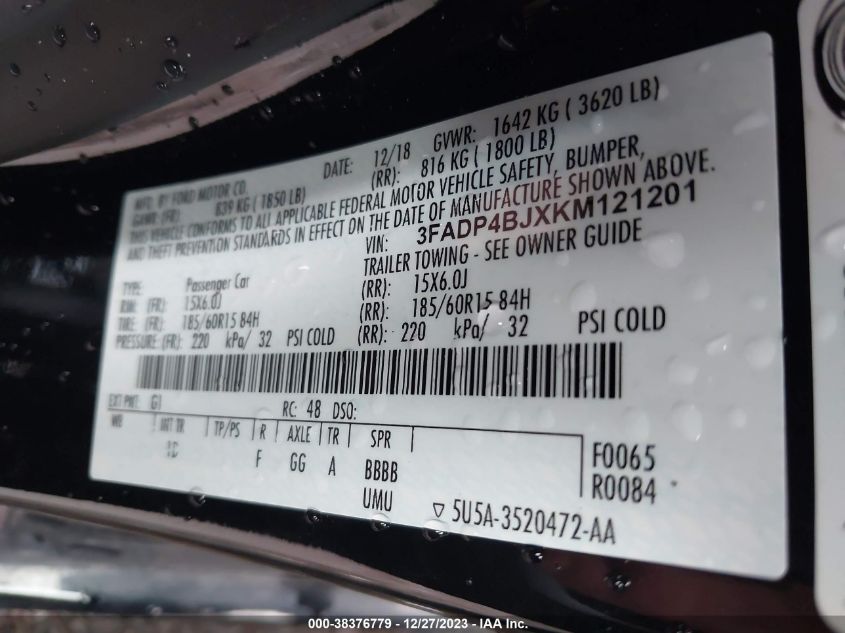 MFD. BY FORD MOTOR CO.
DATE: 12/18 GVWR: 1642 KG ( 3620 LB)
GAWR: (FR): 839 KG ( 1850 LB) (RR): 816 KG ( 1800 LB)
THIS VEHICLE CONFORMS TO ALL APPLICABLE FEDERAL MOTOR VEHICLE SAFETY, BUMPER,
AND THEFT PREVENTION STANDARDS IN EFFECT ON THE DATE OF MANUFACTURE SHOWN ABOVE.
VIN: 3FADP4BJXKM121201
TYPE: Passenger Car TRAILER TOWING - SEE OWNER GUIDE
RIM: (FR): 15X6.0J (RR): 15X6.0J
TIRE: (FR): 185/60R15 84H (RR): 185/60R15 84H
PRESSURE: (FR): 220 kPa/ 32 PSI COLD (RR): 220 kPa/ 32 PSI COLD
EXT PNT: G1 RC: 48 DSO:
WB INT TR TP/PS R AXLE TR SPR
F GG A BBBB
UMU
F0065
R0084
▽ 5U5A-3520472-AA
000-38376779 - 12/27/2023 - IAA Inc.